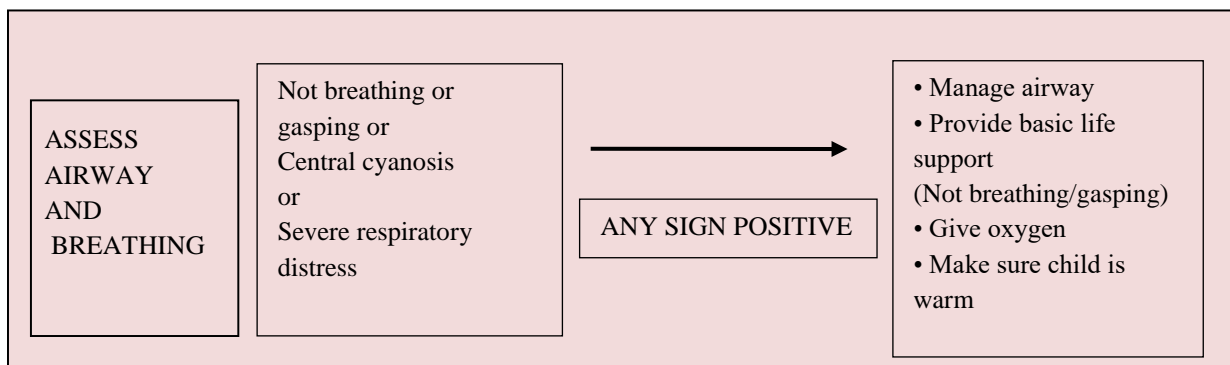 ASSESS
AIRWAY
AND
BREATHING
Not breathing or
gasping or
Central cyanosis
or
Severe respiratory
distress
ANY SIGN POSITIVE
• Manage airway
• Provide basic life
support
(Not breathing/gasping)
• Give oxygen
• Make sure child is
warm